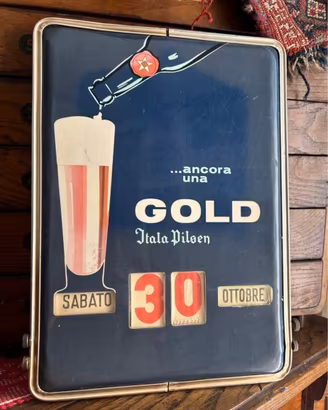 ...ancora
una
GOLD
Itala Pilsen
SABATO 30 OTTOBRE